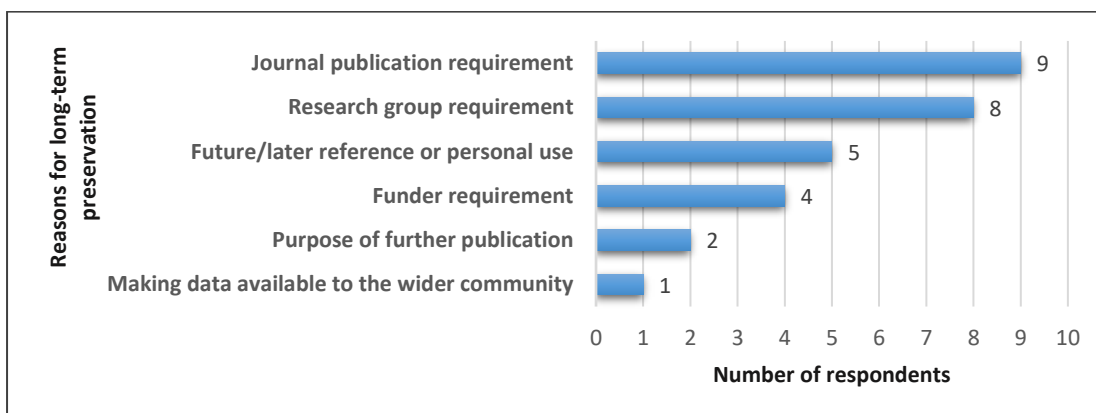 Reasons for long-term
preservation
Journal publication requirement
9
Research group requirement
8
Future/later reference or personal use
5
Funder requirement
4
Purpose of further publication
2
Making data available to the wider community
1
0 1 2 3 4 5 6 7 8 9 10
Number of respondents